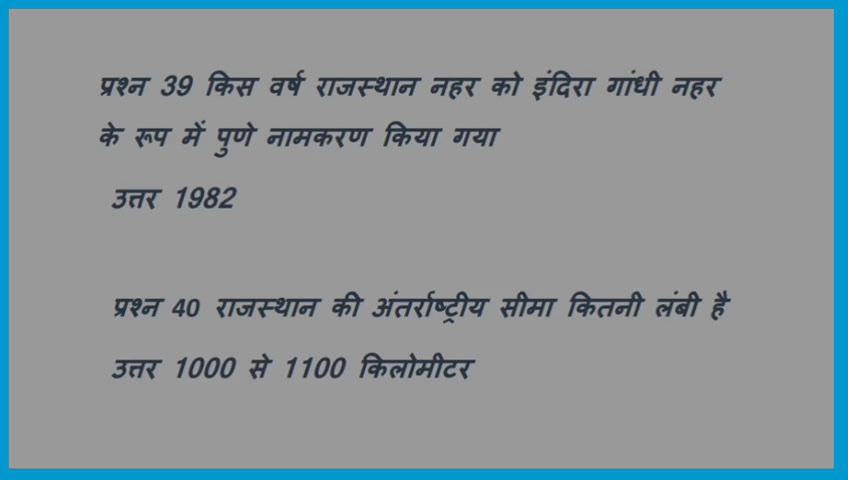 प्रश्न 39 किस वर्ष राजस्थान नहर को इंदिरा गांधी नहर
के रूप में पुणे नामकरण किया गया
उत्तर 1982
प्रश्न 40 राजस्थान की अंतर्राष्ट्रीय सीमा कितनी लंबी है
उत्तर 1000 से 1100 किलोमीटर